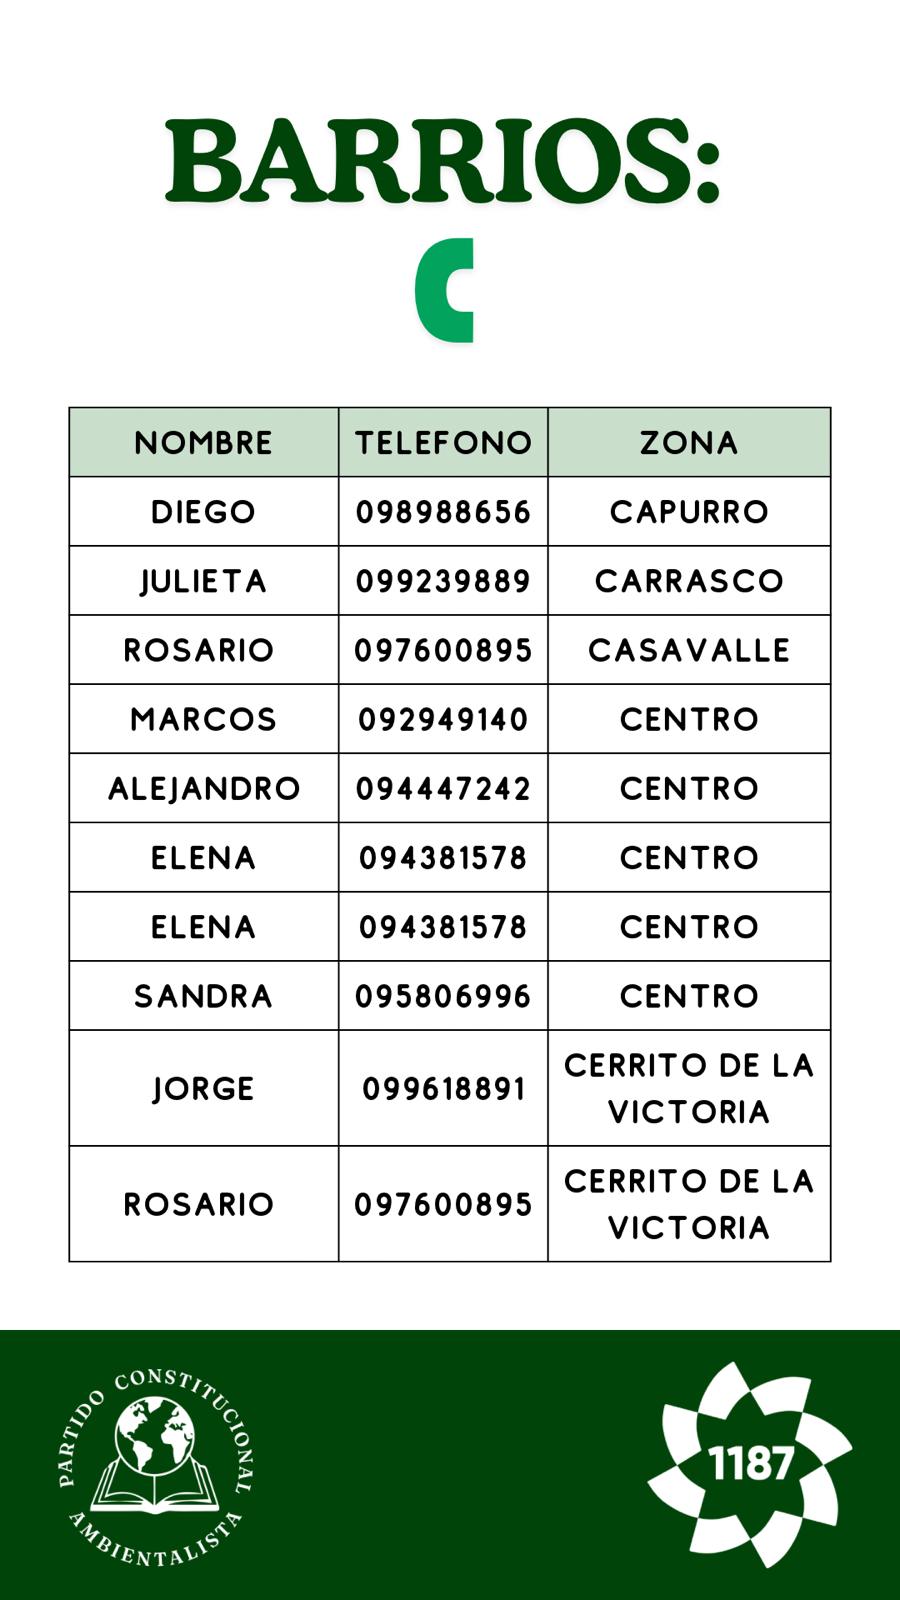 BARRIOS:
C
NOMBRE TELEFONO ZONA
DIEGO 098988656 CAPURRO
JULIETA 099239889 CARRASCO
ROSARIO 097600895 CASAVALLE
MARCOS 092949140 CENTRO
ALEJANDRO 094447242 CENTRO
ELENA 094381578 CENTRO
ELENA 094381578 CENTRO
SANDRA 095806996 CENTRO
JORGE 099618891 CERRITO DE LA
VICTORIA
ROSARIO 097600895 CERRITO DE LA
VICTORIA
PARTIDO CONSTITUCIONAL
AMBIENTALISTA
1187